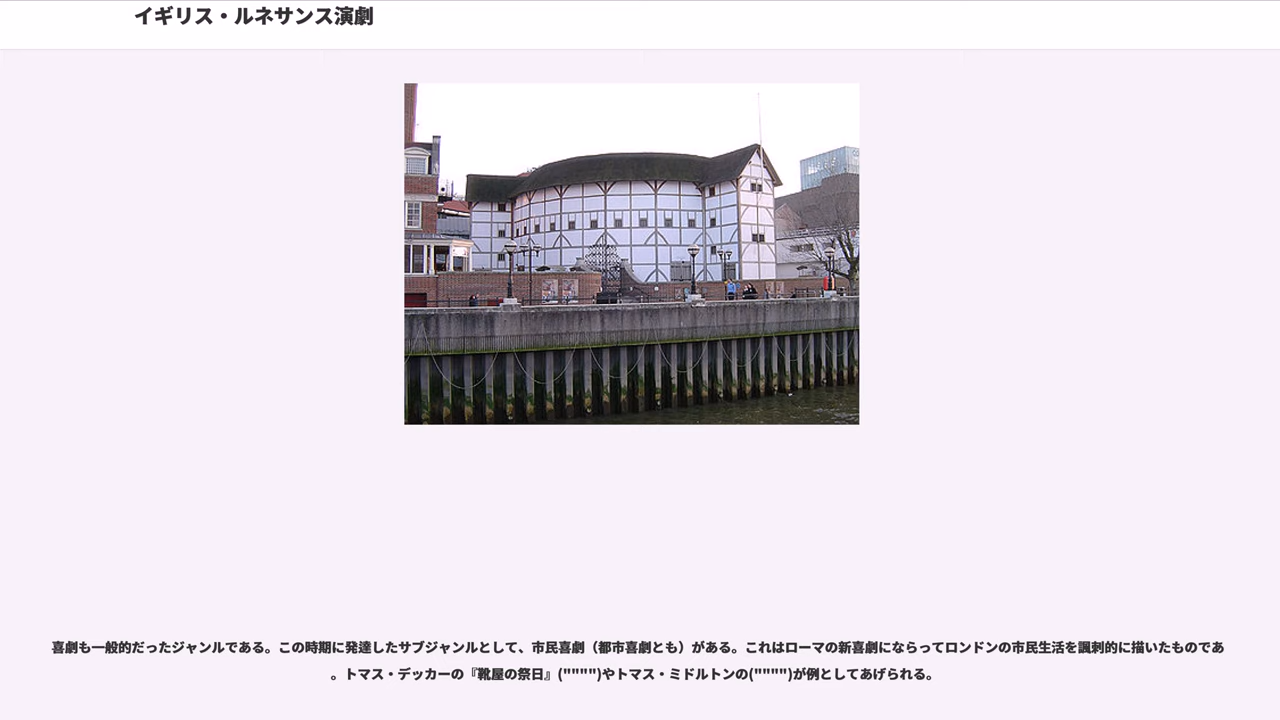 イギリス・ルネサンス演劇
喜劇も一般的だったジャンルである。この時期に発達したサブジャンルとして、市民喜劇（都市喜劇とも）がある。これはローマの新喜劇にならってロンドンの市民生活を諷刺的に描いたものであ
。トマス・デッカーの『靴屋の祭日』("""")やトマス・ミドルトンの("""")が例としてあげられる。